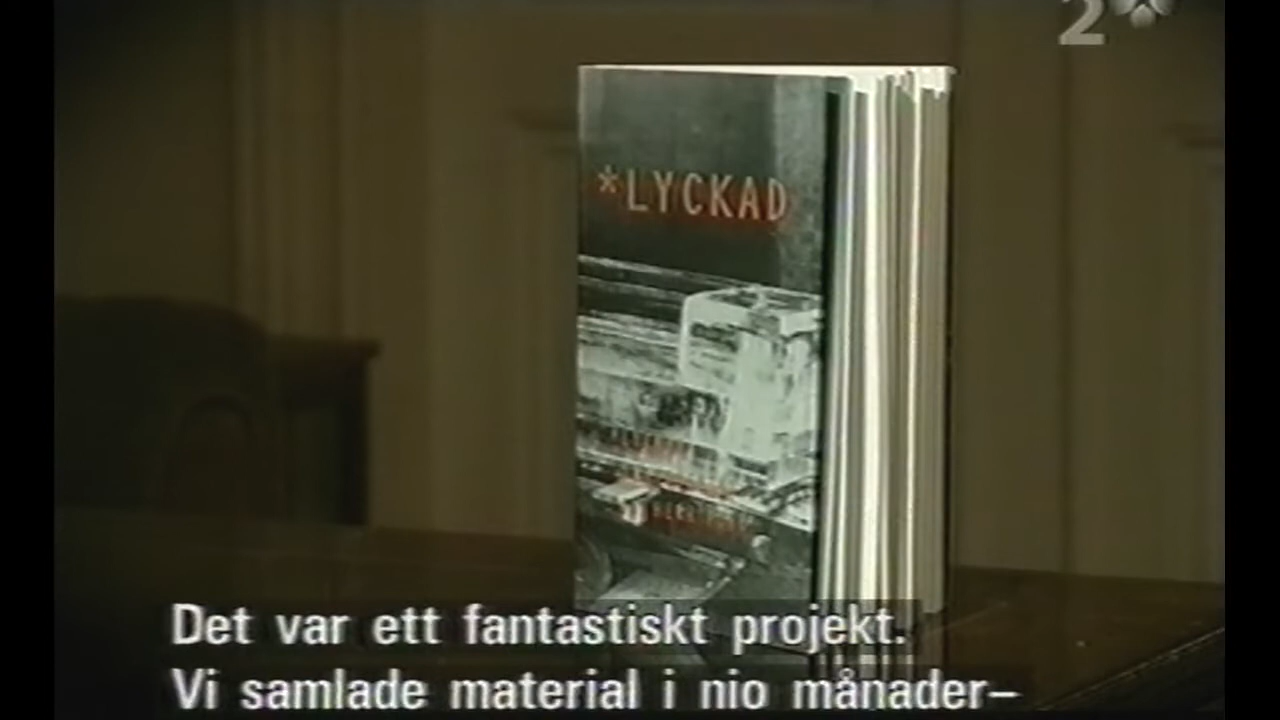 2
*LYCKAD
Det var ett fantastiskt projekt.
Vi samlade material i nio månader–